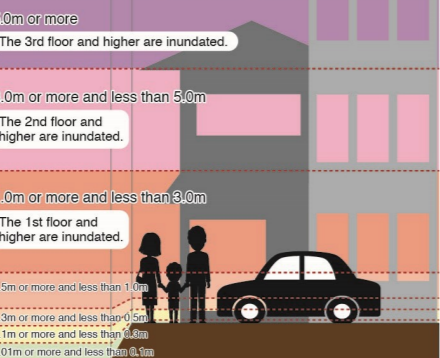 .0m or more
The 3rd floor and higher are inundated.
.0m or more and less than 5.0m
The 2nd floor and
higher are inundated.
.0m or more and less than 3.0m
The 1st floor and
higher are inundated.
5m or more and less than 1.0m
3m or more and less than 0.5m
1m or more and less than 0.3m
01m or more and less than 0.1m